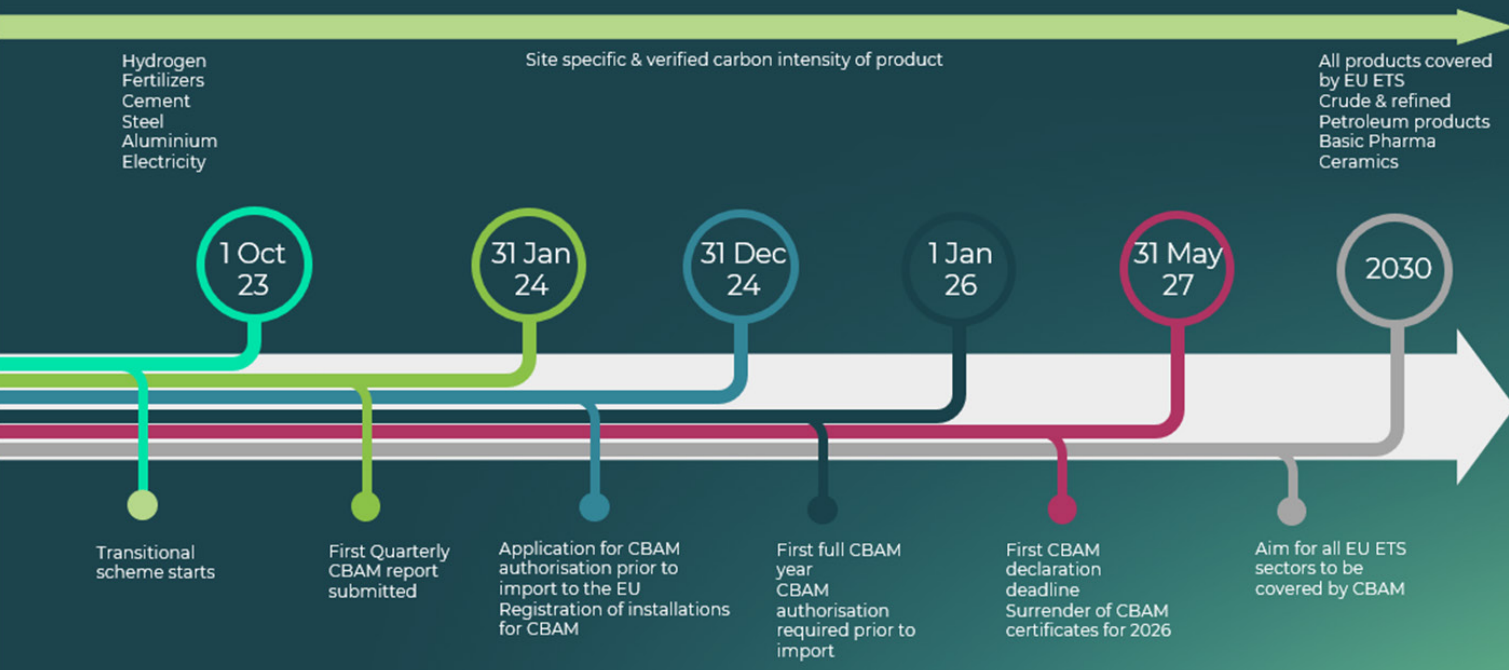 Hydrogen
Fertilizers
Cement
Steel
Aluminium
Electricity
Site specific & verified carbon intensity of product
All products covered
by EU ETS
Crude & refined
Petroleum products
Basic Pharma
Ceramics
1 Oct
23
31 Jan
24
31 Dec
24
1 Jan
26
31 May
27
2030
Transitional
scheme starts
First Quarterly
CBAM report
submitted
Application for CBAM
authorisation prior to
import to the EU
Registration of installations
for CBAM
First full CBAM
year
CBAM
authorisation
required prior to
import
First CBAM
declaration
deadline
Surrender of CBAM
certificates for 2026
Aim for all EU ETS
sectors to be
covered by CBAM